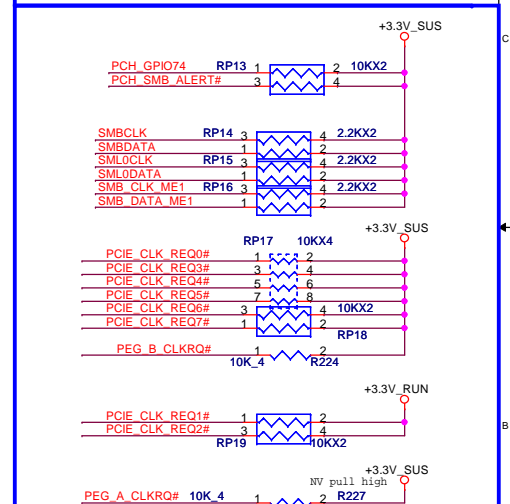 +3.3V_SUS
C
PCH_GPIO74 RP13 1 2 10KX2
PCH_SMB_ALERT# 3 4
SMBCLK RP14 3 4 2.2KX2
SMBDATA 1 2
SML0CLK RP15 3 4 2.2KX2
SML0DATA 1 2
SMB_CLK_ME1 RP16 3 4 2.2KX2
SMB_DATA_ME1 1 2
+3.3V_SUS
RP17 10KX4
PCIE_CLK_REQ0# 1 2
PCIE_CLK_REQ3# 3 4
PCIE_CLK_REQ4# 5 6
PCIE_CLK_REQ5# 7 8
PCIE_CLK_REQ6# 3 4 10KX2
PCIE_CLK_REQ7# 1 2 RP18
PEG_B_CLKRQ# 1 2
10K_4 R224
+3.3V_RUN
PCIE_CLK_REQ1# 1 2
B
PCIE_CLK_REQ2# 3 4
RP19 10KX2
+3.3V_SUS
NV pull high
PEG_A_CLKRQ# 10K_4 1 2 R227